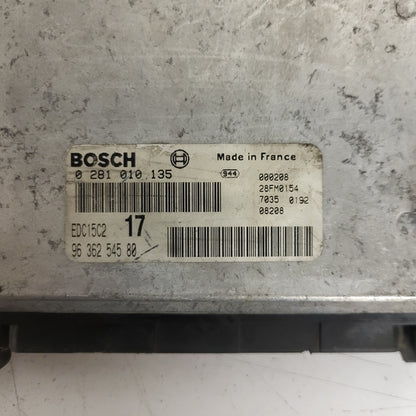 BOSCH Made in France
0 281 010 135 944 000208
28FM0154
7035 0192
EDC15C2 17 08208
96 362 545 80